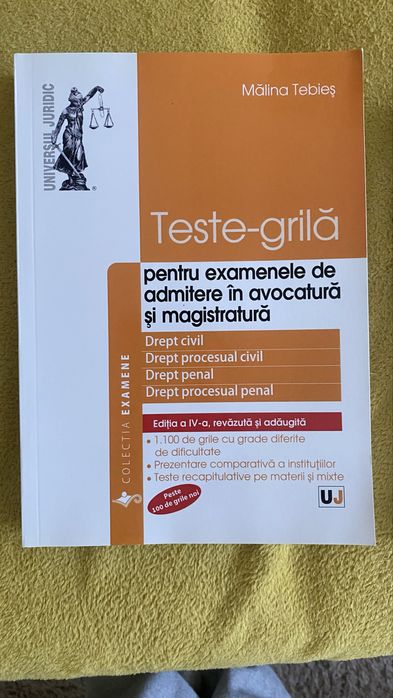 UNIVERSUL JURIDIC
®
Mălina Tebieș
Teste-grilă
pentru examenele de
admitere în avocatură
și magistratură
Drept civil
Drept procesual civil
Drept penal
Drept procesual penal
Ediția a IV-a, revăzută și adăugită
• 1.100 de grile cu grade diferite
de dificultate
• Prezentare comparativă a instituțiilor
• Teste recapitulative pe materii și mixte
Peste
100 de grile noi
COLECȚIA EXAMENE
UJ